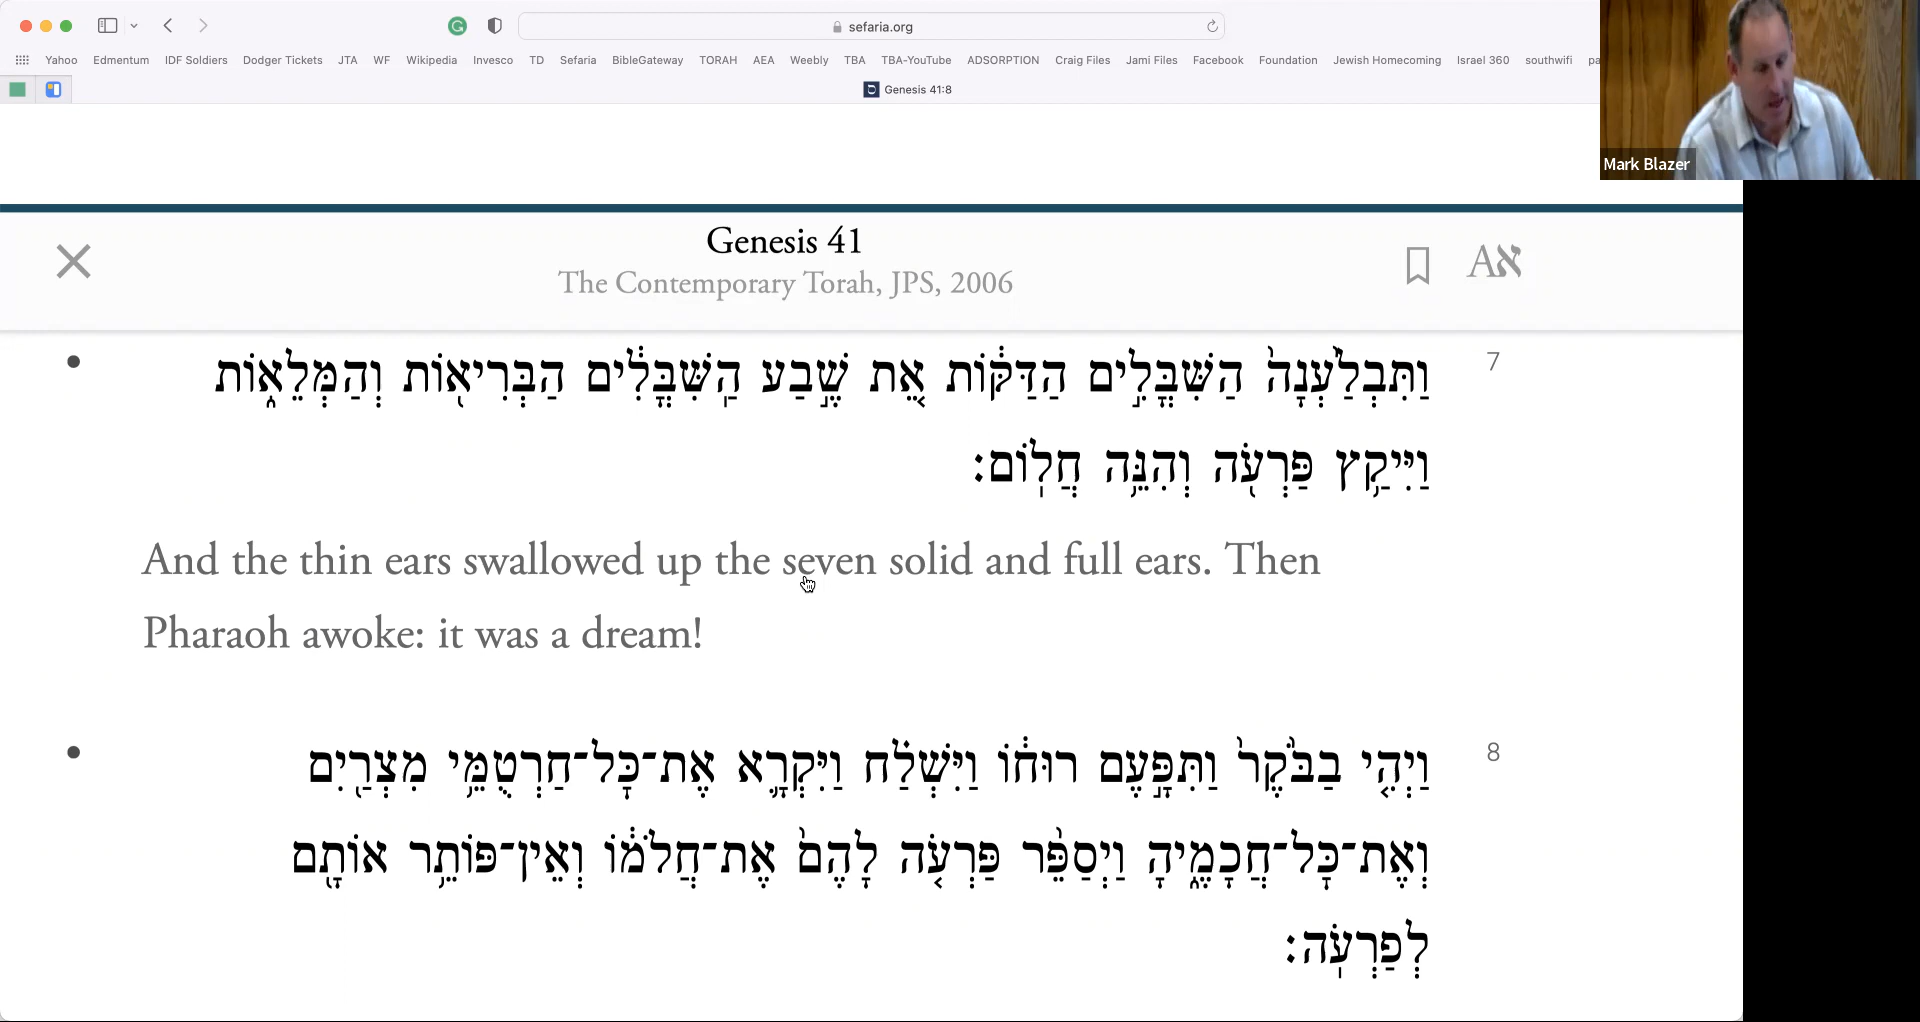 sefaria.org
Yahoo Edmentum IDF Soldiers Dodger Tickets JTA WF Wikipedia Invesco TD Sefaria BibleGateway TORAH AEA Weebly TBA TBA-YouTube ADSORPTION Craig Files Jami Files Facebook Foundation Jewish Homecoming Israel 360 southwifi
Genesis 41:8
Mark Blazer
Genesis 41
The Contemporary Torah, JPS, 2006
Aא
7
וַתִּבְלַ֙עְנָה֙ הַשִּׁבֳּלִ֣ים הַדַּקּ֔וֹת אֵ֚ת שֶׁ֣בַע הַֽשִּׁבֳּלִ֔ים הַבְּרִיא֖וֹת וְהַמְּלֵא֑וֹת
וַיִּיקַ֥ץ פַּרְעֹ֖ה וְהִנֵּ֥ה חֲלֽוֹם׃
And the thin ears swallowed up the seven solid and full ears. Then
Pharaoh awoke: it was a dream!
8
וַיְהִ֤י בַבֹּ֙קֶר֙ וַתִּפָּ֣עֶם רוּח֔וֹ וַיִּשְׁלַ֗ח וַיִּקְרָ֛א אֶת־כׇּל־חַרְטֻמֵּ֥י מִצְרַ֖יִם
וְאֶת־כׇּל־חֲכָמֶ֑יהָ וַיְסַפֵּ֨ר פַּרְעֹ֤ה לָהֶם֙ אֶת־חֲלֹמ֔וֹ וְאֵין־פּוֹתֵ֥ר אוֹתָ֖ם
לְפַרְעֹֽה׃